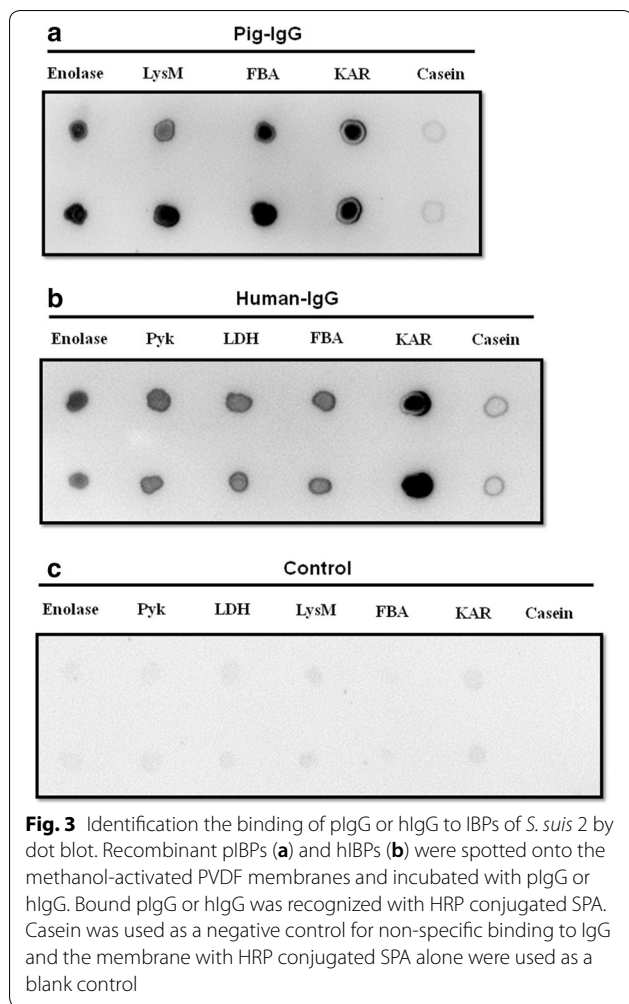 a
Pig-IgG
Enolase LysM FBA KAR Casein
b
Human-IgG
Enolase Pyk LDH FBA KAR Casein
c
Control
Enolase Pyk LDH LysM FBA KAR Casein
Fig. 3 Identification the binding of pIgG or hIgG to IBPs of S. suis 2 by
dot blot. Recombinant pIBPs (a) and hIBPs (b) were spotted onto the
methanol-activated PVDF membranes and incubated with pIgG or
hIgG. Bound pIgG or hIgG was recognized with HRP conjugated SPA.
Casein was used as a negative control for non-specific binding to IgG
and the membrane with HRP conjugated SPA alone were used as a
blank control